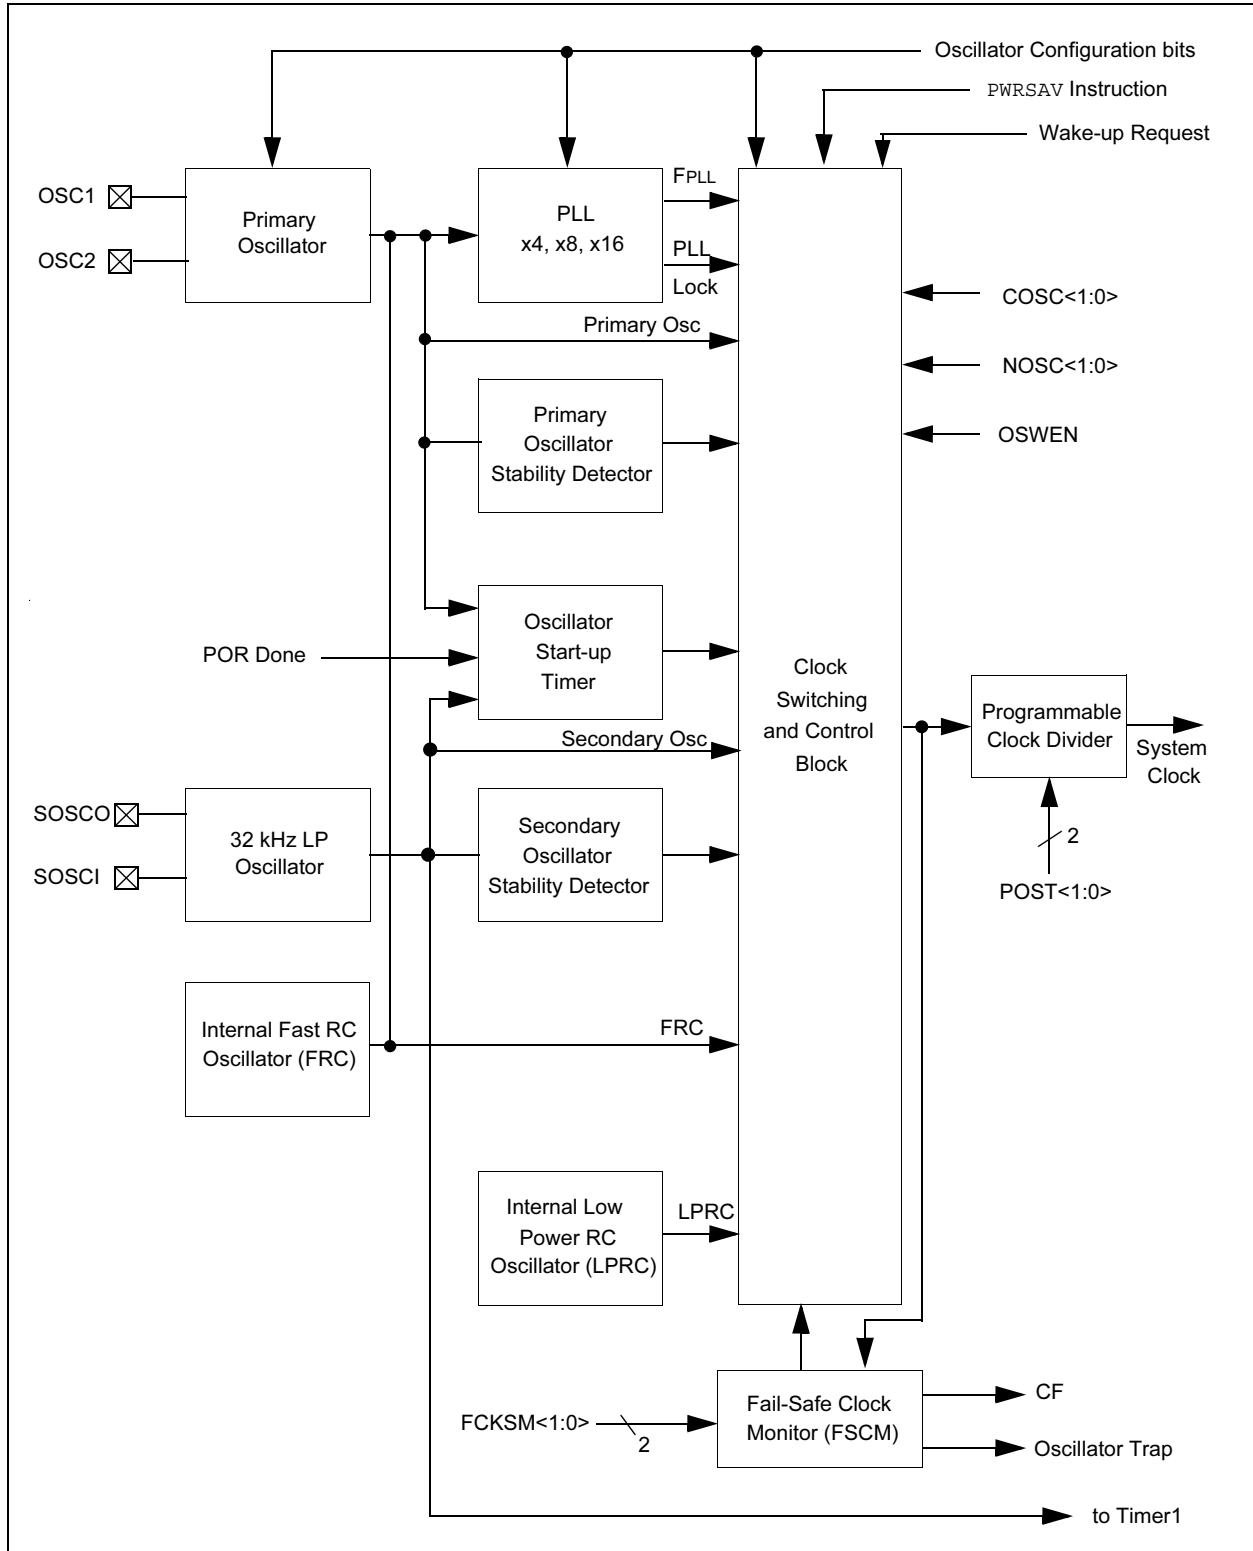 Oscillator Configuration bits
PWRSAV Instruction
Wake-up Request
OSC1
OSC2
Primary
Oscillator
PLL
x4, x8, x16
FPLL
PLL
Lock
COSC<1:0>
NOSC<1:0>
OSWEN
Primary Osc
Primary
Oscillator
Stability Detector
POR Done
Oscillator
Start-up
Timer
Clock
Switching
and Control
Block
Programmable
Clock Divider
System
Clock
2
POST<1:0>
Secondary Osc
SOSCO
SOSCI
32 kHz LP
Oscillator
Secondary
Oscillator
Stability Detector
Internal Fast RC
Oscillator (FRC)
FRC
Internal Low
Power RC
Oscillator (LPRC)
LPRC
FCKSM<1:0>
2
Fail-Safe Clock
Monitor (FSCM)
CF
Oscillator Trap
to Timer1